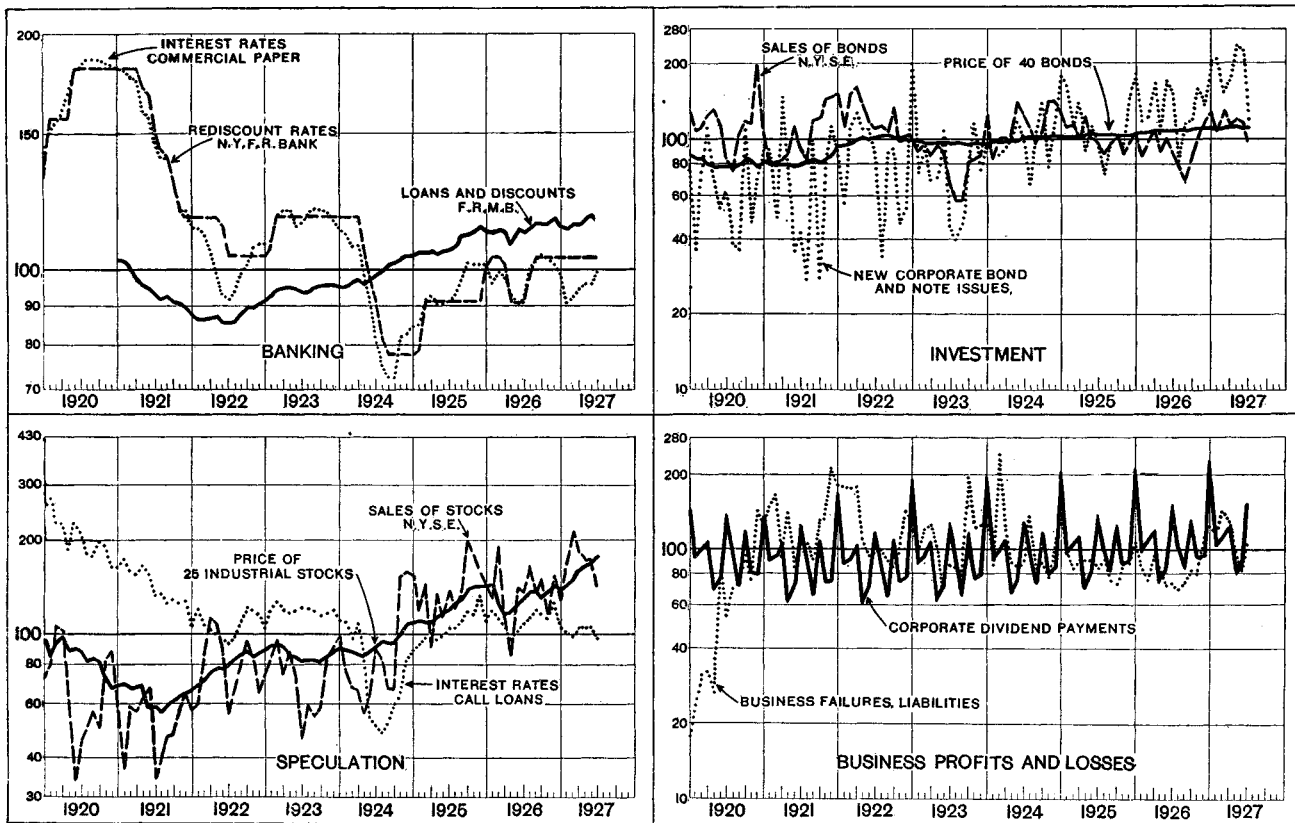 200
150
100
90
80
70
INTEREST RATES
COMMERCIAL PAPER
REDISCOUNT RATES
N.Y.F.R. BANK
LOANS AND DISCOUNTS
F.R.M.B.
BANKING
1920 1921 1922 1923 1924 1925 1926 1927
280
200
100
80
60
40
20
10
SALES OF BONDS
N.Y.S.E.
PRICE OF 40 BONDS
NEW CORPORATE BOND
AND NOTE ISSUES,
INVESTMENT
1920 1921 1922 1923 1924 1925 1926 1927
430
300
200
100
80
60
40
30
SALES OF STOCKS
N.Y.S.E.
PRICE OF
25 INDUSTRIAL STOCKS
INTEREST RATES
CALL LOANS
SPECULATION
1920 1921 1922 1923 1924 1925 1926 1927
280
200
100
80
60
40
20
10
CORPORATE DIVIDEND PAYMENTS
BUSINESS FAILURES, LIABILITIES
BUSINESS PROFITS AND LOSSES
1920 1921 1922 1923 1924 1925 1926 1927